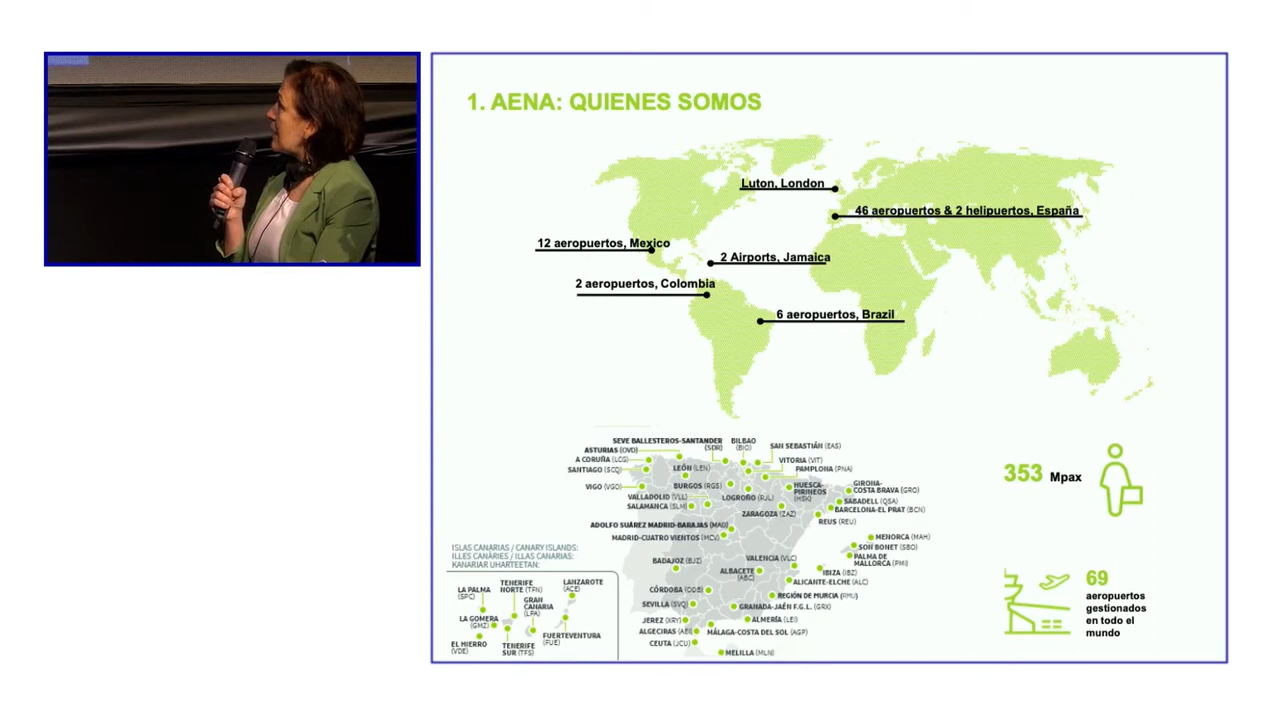 1. AENA: QUIENES SOMOS
Luton, London
46 aeropuertos & 2 helipuertos, España
12 aeropuertos, Mexico
2 Airports, Jamaica
2 aeropuertos, Colombia
6 aeropuertos, Brazil
SEVE BALLESTEROS-SANTANDER
(SDR)
BILBAO
(BIO)
SAN SEBASTIÁN (EAS)
ASTURIAS (OVD)
A CORUÑA (LCG)
VITORIA (VIT)
SANTIAGO (SCQ)
LEÓN (LEN)
PAMPLONA (PNA)
VIGO (VGO)
BURGOS (RGS)
HUESCA-
PIRINEOS
(HSK)
GIRONA-
COSTA BRAVA (GRO)
VALLADOLID (VLL)
LOGROÑO (RJL)
SABADELL (QSA)
SALAMANCA (SLM)
ZARAGOZA (ZAZ)
BARCELONA-EL PRAT (BCN)
REUS (REU)
ADOLFO SUÁREZ MADRID-BARAJAS (MAD)
MADRID-CUATRO VIENTOS (MCV)
MENORCA (MAH)
SON BONET (SBO)
PALMA DE
MALLORCA (PMI)
BADAJOZ (BJZ)
VALENCIA (VLC)
ALBACETE
(ABC)
IBIZA (IBZ)
ALICANTE-ELCHE (ALC)
CÓRDOBA (ODB)
REGIÓN DE MURCIA (RMU)
SEVILLA (SVQ)
GRANADA-JAÉN F.G.L. (GRX)
JEREZ (XRY)
ALMERÍA (LEI)
ALGECIRAS (AEI)
MÁLAGA-COSTA DEL SOL (AGP)
CEUTA (JCU)
MELILLA (MLN)
ISLAS CANARIAS / CANARY ISLANDS:
ILLES CANÀRIES / ILLAS CANARIAS:
KANARIAR UHARTEETAN:
LA PALMA
(SPC)
TENERIFE
NORTE (TFN)
LANZAROTE
(ACE)
GRAN
CANARIA
(LPA)
LA GOMERA
(GMZ)
EL HIERRO
(VDE)
TENERIFE
SUR (TFS)
FUERTEVENTURA
(FUE)
353 Mpax
69
aeropuertos
gestionados
en todo el
mundo